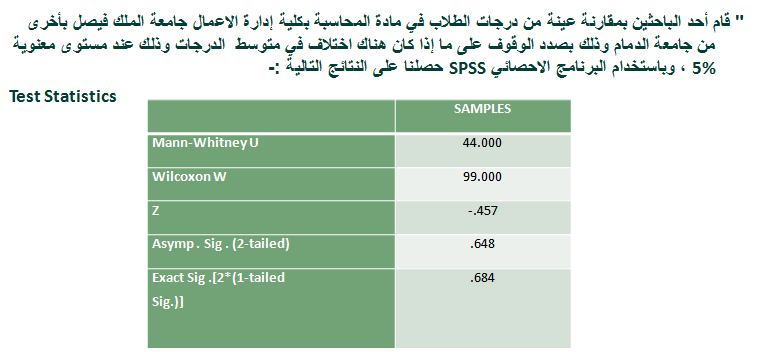 " قام أحد الباحثين بمقارنة عينة من درجات الطلاب في مادة المحاسبة بكلية إدارة الاعمال جامعة الملك فيصل بأخرى
من جامعة الدمام وذلك بصدد الوقوف على ما إذا كان هناك اختلاف في متوسط الدرجات وذلك عند مستوى معنوية
5% ، وباستخدام البرنامج الاحصائي SPSS حصلنا على النتائج التالية :-
Test Statistics
SAMPLES
Mann-Whitney U 44.000
Wilcoxon W 99.000
Z -.457
Asymp. Sig. (2-tailed) .648
Exact Sig.[2*(1-tailed .684
Sig.)]